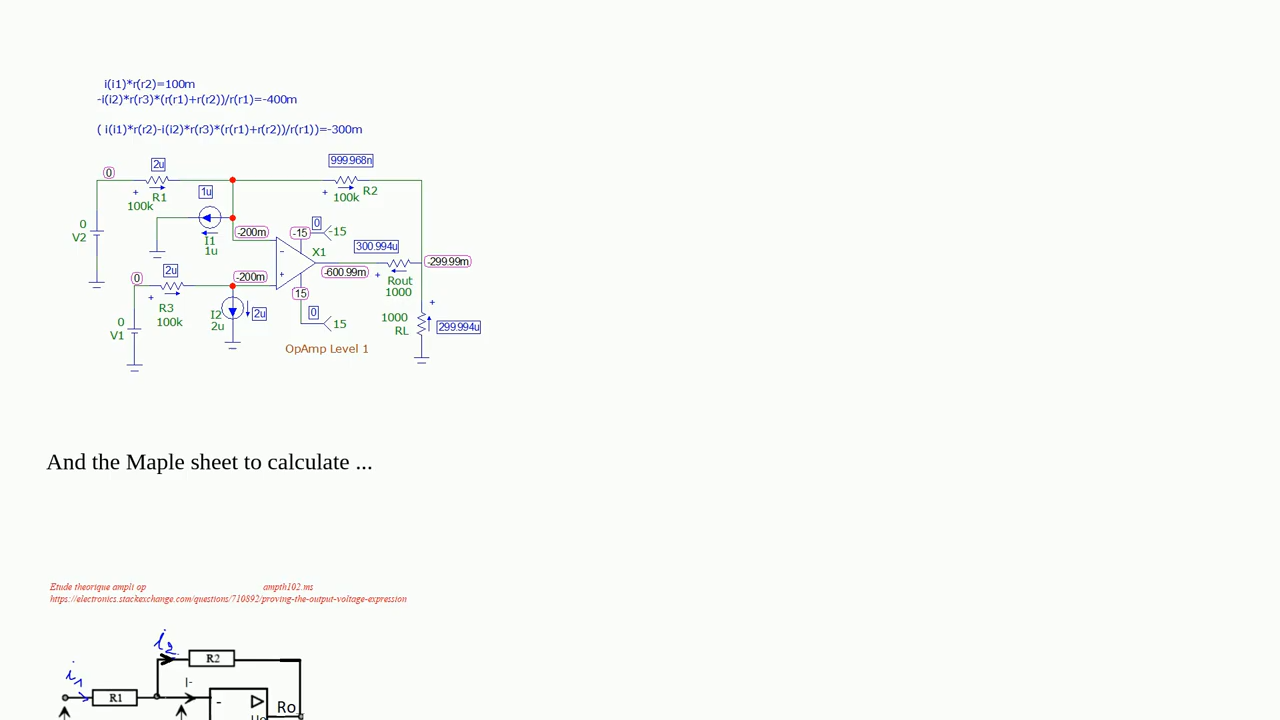 i(i1)*r(r2)=100m
-i(i2)*r(r3)*(r(r1)+r(r2))/r(r1)=-400m
( i(i1)*r(r2)-i(i2)*r(r3)*(r(r1)+r(r2))/r(r1))=-300m
0 2u 999.968n
+ R1 + 100k R2
100k
1u
0
V2
I1
1u
-200m -15 0 -15
- X1
300.994u
-299.99m
0 2u -200m + -600.99m +
Rout
1000
+ R3
100k
15
+
0
V1
I2
2u
2u 0 15
1000
RL
299.994u
OpAmp Level 1
And the Maple sheet to calculate ...
Etude theorique ampli op ampth102.ms
https://electronics.stackexchange.com/questions/710892/proving-the-output-voltage-expression
i2
R2
i1
I-
R1 - Ro